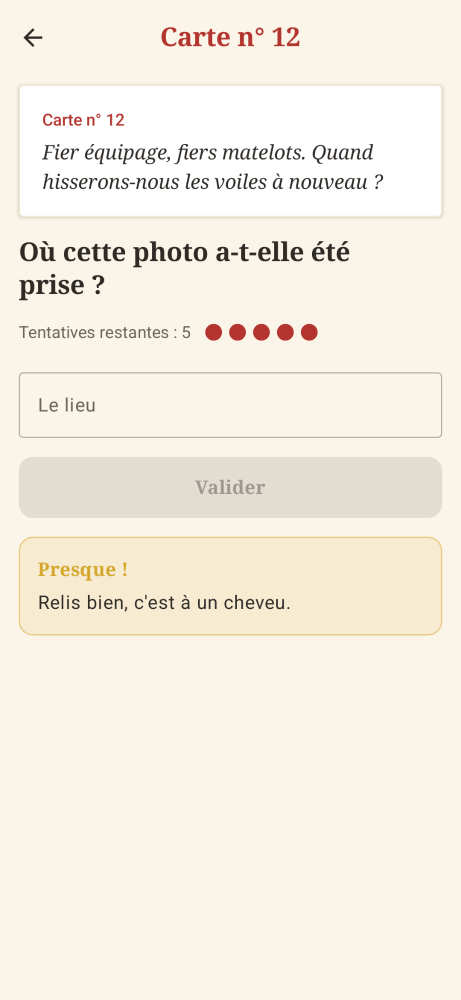 Carte n° 12
Carte n° 12
Fier équipage, fiers matelots. Quand
hisserons-nous les voiles à nouveau ?
Où cette photo a-t-elle été
prise ?
Tentatives restantes : 5
Le lieu
Valider
Presque !
Relis bien, c'est à un cheveu.